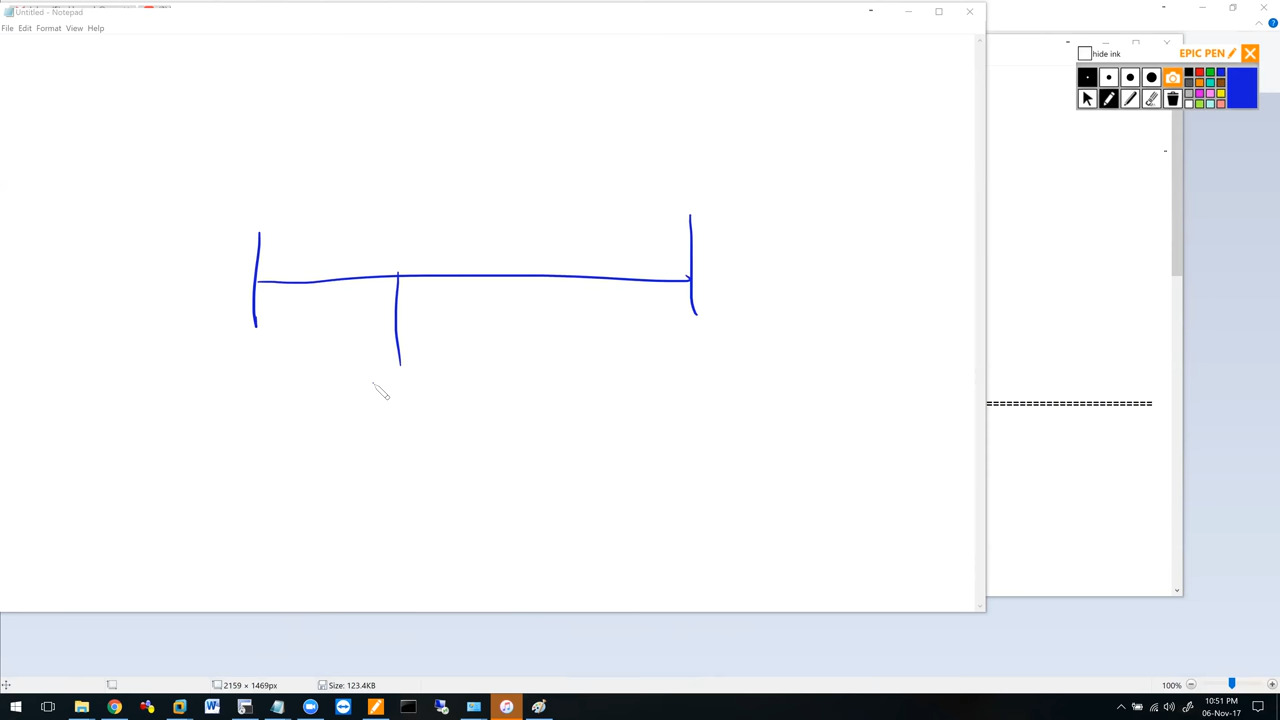 Untitled - Notepad
File Edit Format View Help
hide ink
EPIC PEN
====================================
2159 × 1469px
Size: 123.4KB
100%
10:51 PM
06-Nov-17